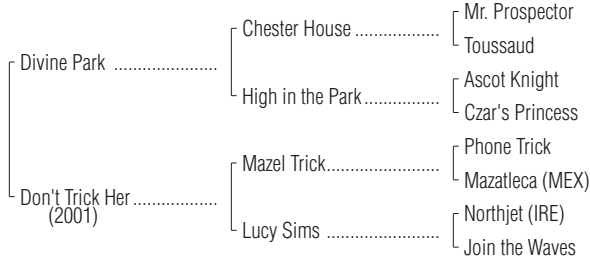 Divine Park ......................
Don't Trick Her ..................
(2001)
Chester House ..................
High in the Park ................
Mazel Trick ........................
Lucy Sims ........................
Mr. Prospector
Toussaud
Ascot Knight
Czar's Princess
Phone Trick
Mazatleca (MEX)
Northjet (IRE)
Join the Waves